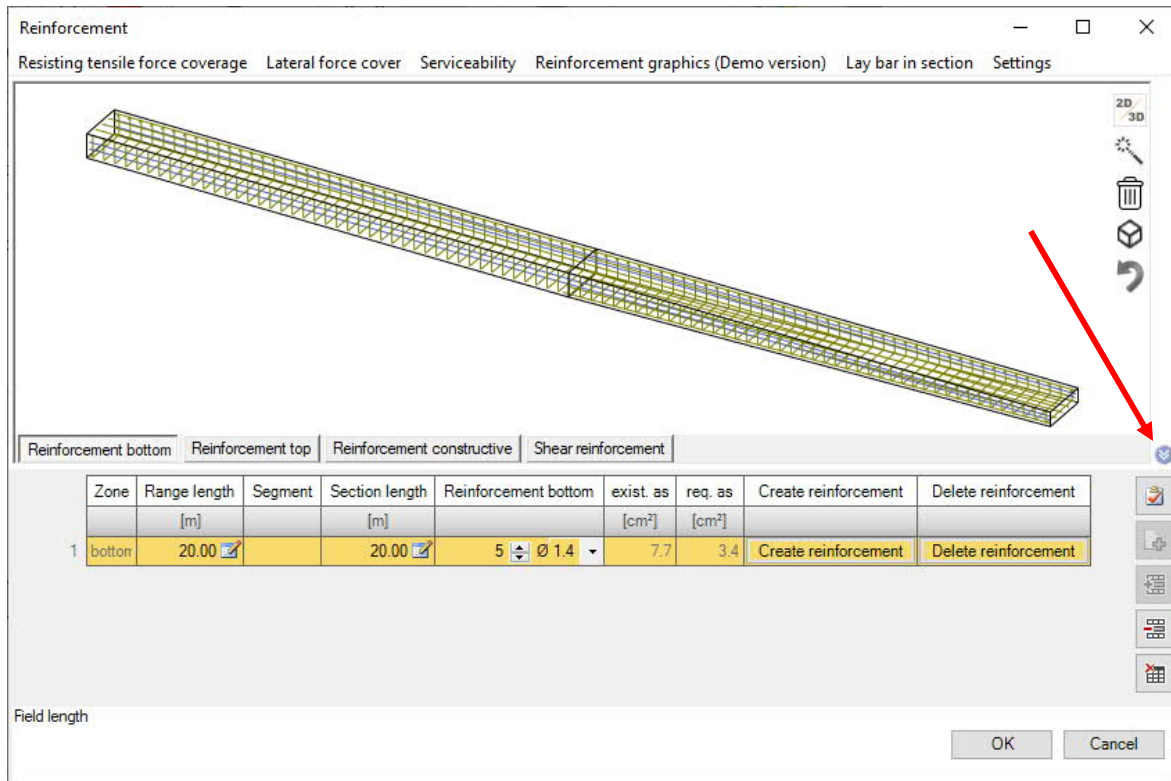 Reinforcement
Resisting tensile force coverage Lateral force cover Serviceability Reinforcement graphics (Demo version) Lay bar in section Settings
2D/3D
Reinforcement bottom Reinforcement top Reinforcement constructive Shear reinforcement
Zone Range length Segment Section length Reinforcement bottom exist. as req. as Create reinforcement Delete reinforcement
[m] [m] [cm²] [cm²]
1 bottom 20.00 20.00 5 Ø 1.4 7.7 3.4 Create reinforcement Delete reinforcement
Field length
OK Cancel